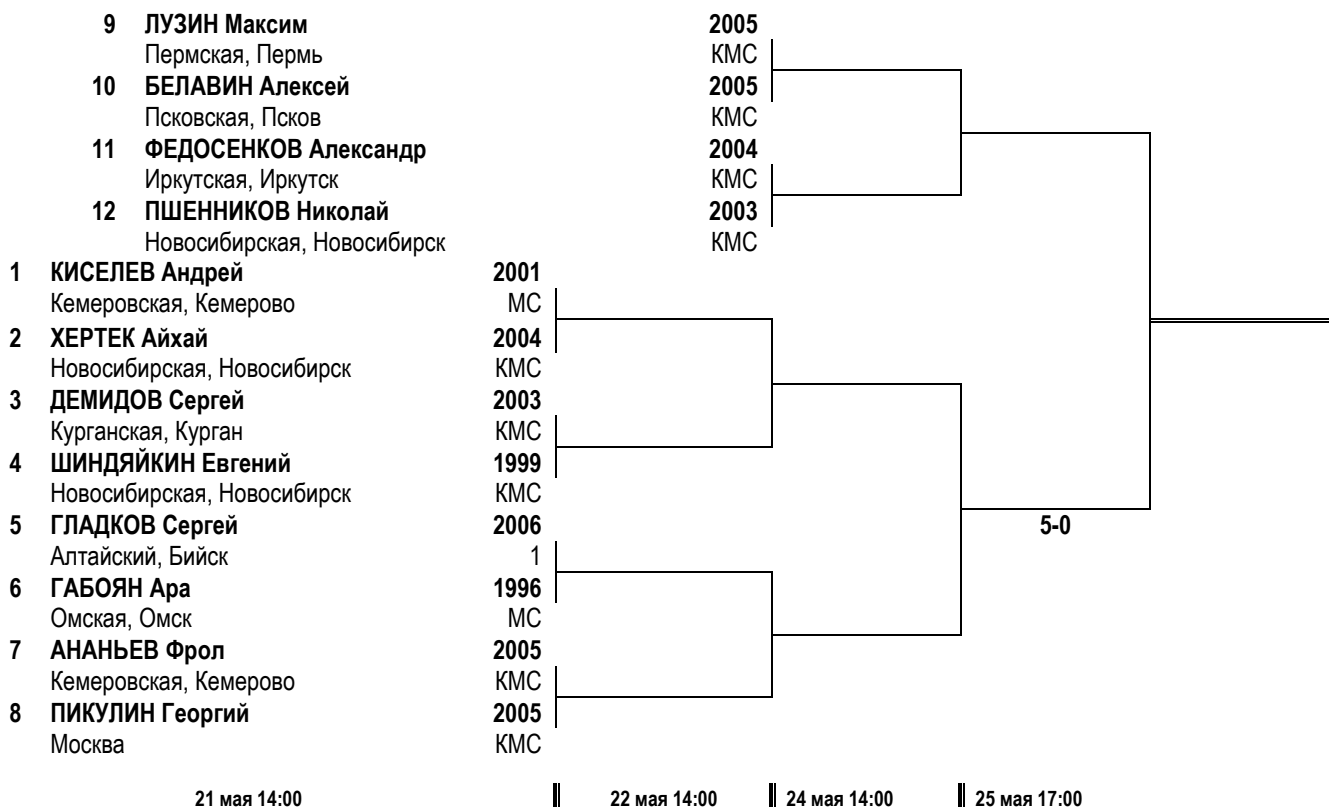 9 ЛУЗИН Максим 2005
Пермская, Пермь КМС
10 БЕЛАВИН Алексей 2005
Псковская, Псков КМС
11 ФЕДОСЕНКОВ Александр 2004
Иркутская, Иркутск КМС
12 ПШЕННИКОВ Николай 2003
Новосибирская, Новосибирск КМС
1 КИСЕЛЕВ Андрей 2001
Кемеровская, Кемерово МС
2 ХЕРТЕК Айхай 2004
Новосибирская, Новосибирск КМС
3 ДЕМИДОВ Сергей 2003
Курганская, Курган КМС
4 ШИНДЯЙКИН Евгений 1999
Новосибирская, Новосибирск КМС
5 ГЛАДКОВ Сергей 2006 5-0
Алтайский, Бийск 1
6 ГАБОЯН Ара 1996
Омская, Омск МС
7 АНАНЬЕВ Фрол 2005
Кемеровская, Кемерово КМС
8 ПИКУЛИН Георгий 2005
Москва КМС
21 мая 14:00 22 мая 14:00 24 мая 14:00 25 мая 17:00